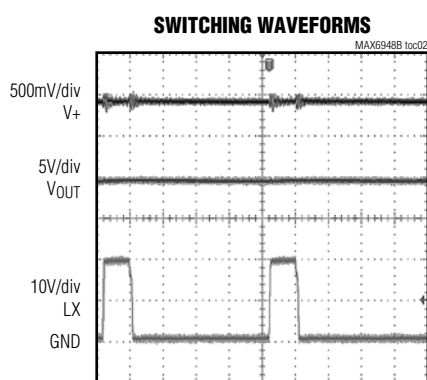 SWITCHING WAVEFORMS
MAX6948B toc02
500mV/div
V+
5V/div
VOUT
10V/div
LX
GND